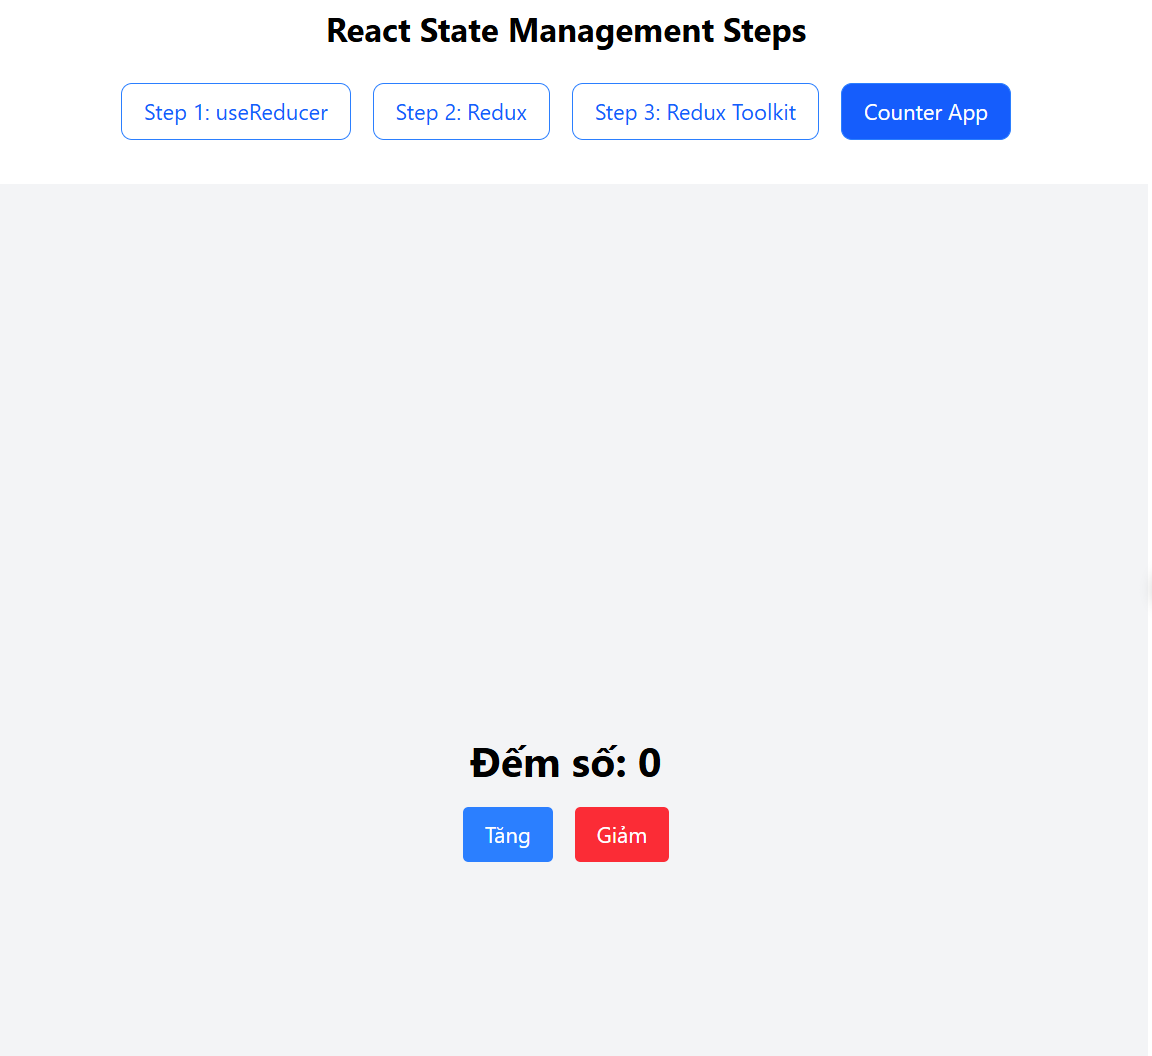 React State Management Steps
Step 1: useReducer Step 2: Redux Step 3: Redux Toolkit Counter App
Đếm số: 0
Tăng Giảm